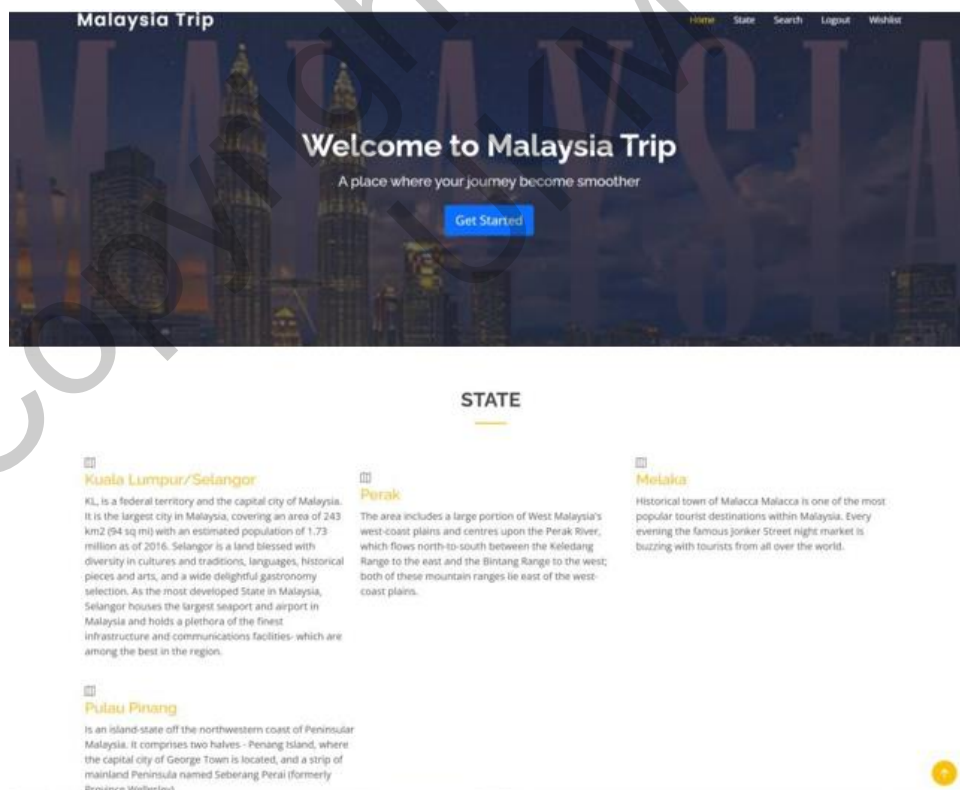 Malaysia Trip
Home State Search Logout Wishlist
MALAYSIA
Welcome to Malaysia Trip
A place where your journey become smoother
Get Started
STATE
Kuala Lumpur/Selangor
KL, is a federal territory and the capital city of Malaysia.
It is the largest city in Malaysia, covering an area of 243
km2 (94 sq mi) with an estimated population of 1.73
million as of 2016. Selangor is a land blessed with
diversity in cultures and traditions, languages, historical
pieces and arts, and a wide delightful gastronomy
selection. As the most developed State in Malaysia,
Selangor houses the largest seaport and airport in
Malaysia and holds a plethora of the finest
infrastructure and communications facilities- which are
among the best in the region.
Perak
The area includes a large portion of West Malaysia's
west-coast plains and centres upon the Perak River,
which flows north-to-south between the Keledang
Range to the east and the Bintang Range to the west;
both of these mountain ranges lie east of the west-
coast plains.
Melaka
Historical town of Malacca Malacca is one of the most
popular tourist destinations within Malaysia. Every
evening the famous Jonker Street night market is
buzzing with tourists from all over the world.
Pulau Pinang
Is an island-state off the northwestern coast of Peninsular
Malaysia. It comprises two halves - Penang Island, where
the capital city of George Town is located, and a strip of
mainland Peninsula named Seberang Perai (formerly
Province Wellesley)
Copyright
UKM